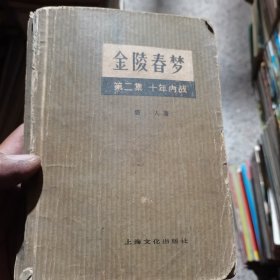 金陵春梦
第二集 十年内战
唐 人 著
上海文化出版社